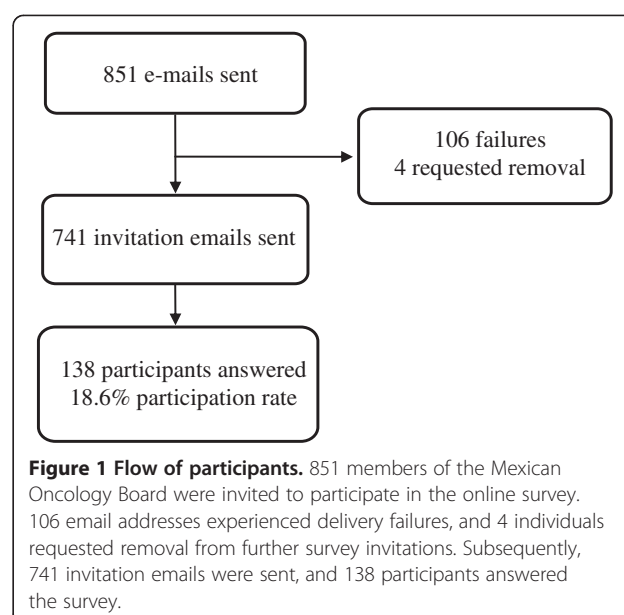 851 e-mails sent
106 failures
4 requested removal
741 invitation emails sent
138 participants answered
18.6% participation rate
Figure 1 Flow of participants. 851 members of the Mexican
Oncology Board were invited to participate in the online survey.
106 email addresses experienced delivery failures, and 4 individuals
requested removal from further survey invitations. Subsequently,
741 invitation emails were sent, and 138 participants answered
the survey.